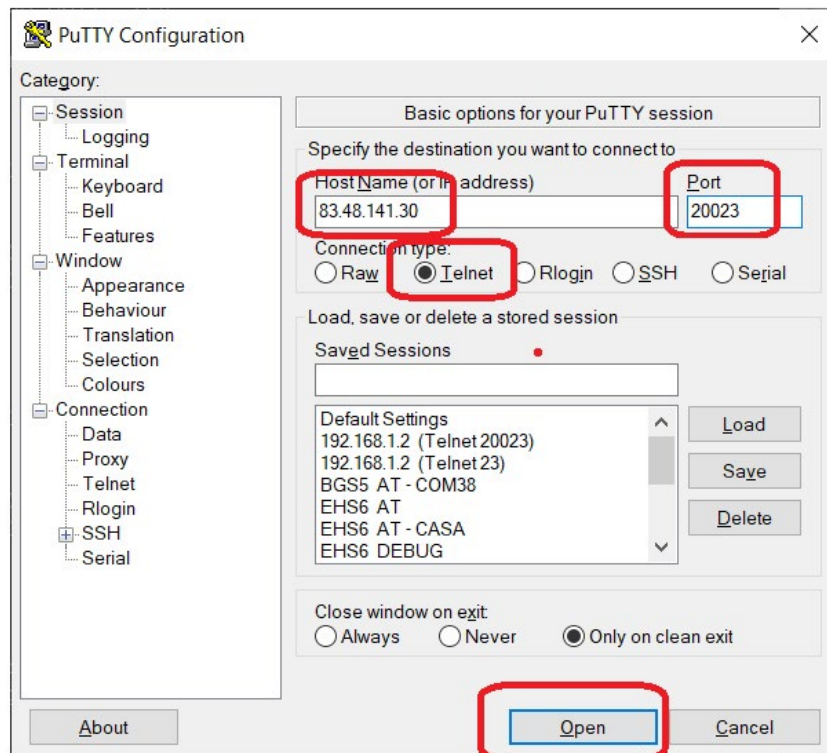 PuTTY Configuration
Category:
Session
Logging
Terminal
Keyboard
Bell
Features
Window
Appearance
Behaviour
Translation
Selection
Colours
Connection
Data
Proxy
Telnet
Rlogin
SSH
Serial
Basic options for your PuTTY session
Specify the destination you want to connect to
Host Name (or IP address) Port
83.48.141.30 20023
Connection type:
Raw Telnet Rlogin SSH Serial
Load, save or delete a stored session
Saved Sessions
Default Settings
192.168.1.2 (Telnet 20023)
192.168.1.2 (Telnet 23)
BGS5 AT - COM38
EHS6 AT
EHS6 AT - CASA
EHS6 DEBUG
Load
Save
Delete
Close window on exit:
Always Never Only on clean exit
About Open Cancel